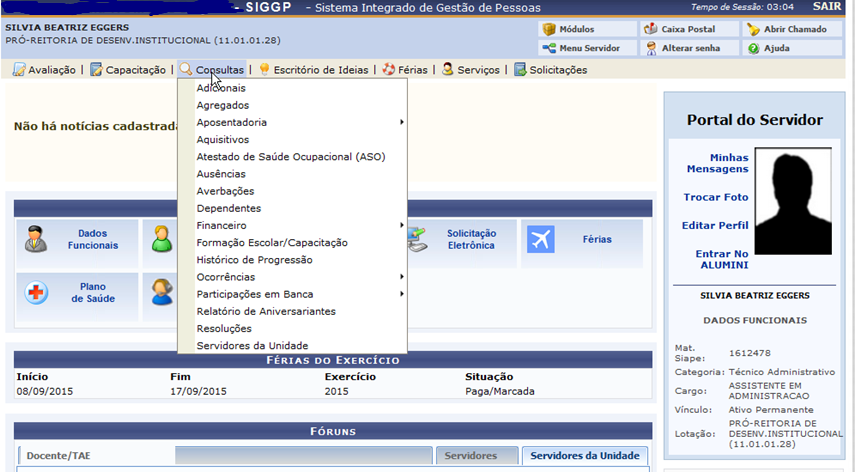 - SIGGP - Sistema Integrado de Gestão de Pessoas
Tempo de Sessão: 03:04 SAIR
SILVIA BEATRIZ EGGERS
PRÓ-REITORIA DE DESENV.INSTITUCIONAL (11.01.01.28)
Módulos Caixa Postal Abrir Chamado
Menu Servidor Alterar senha Ajuda
Avaliação | Capacitação | Consultas | Escritório de Ideias | Férias | Serviços | Solicitações
Adicionais
Agregados
Aposentadoria
Aquisitivos
Atestado de Saúde Ocupacional (ASO)
Ausências
Averbações
Dependentes
Financeiro
Formação Escolar/Capacitação
Histórico de Progressão
Ocorrências
Participações em Banca
Relatório de Aniversariantes
Resoluções
Servidores da Unidade
Não há notícias cadastrada
Dados
Funcionais
Solicitação
Eletrônica
Férias
Plano
de Saúde
FÉRIAS DO EXERCÍCIO
Início Fim Exercício Situação
08/09/2015 17/09/2015 2015 Paga/Marcada
FÓRUNS
Docente/TAE Servidores Servidores da Unidade
Portal do Servidor
Minhas
Mensagens
Trocar Foto
Editar Perfil
Entrar No
ALUMINI
SILVIA BEATRIZ EGGERS
DADOS FUNCIONAIS
Mat.
Siape: 1612478
Categoria: Técnico Administrativo
Cargo: ASSISTENTE EM
ADMINISTRACAO
Vínculo: Ativo Permanente
Lotação: PRÓ-REITORIA DE
DESENV.INSTITUCIONAL
(11.01.01.28)